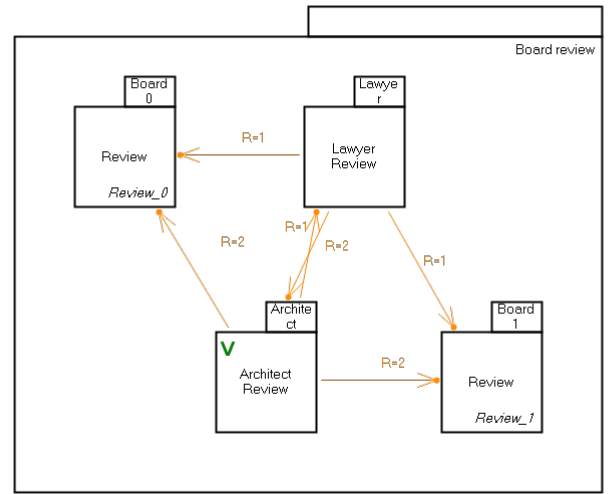 Board review
Board
0
Review
Review_0
R=1
Lawye
r
Lawyer
Review
R=2
R=1
R=2
R=1
Archite
ct
V
Architect
Review
R=2
Board
1
Review
Review_1